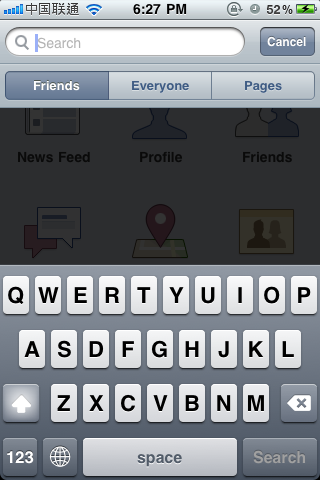 中国联通 6:27 PM 52%
Search Cancel
Friends Everyone Pages
News Feed Profile Friends
Q W E R T Y U I O P
A S D F G H J K L
Z X C V B N M
123 space Search